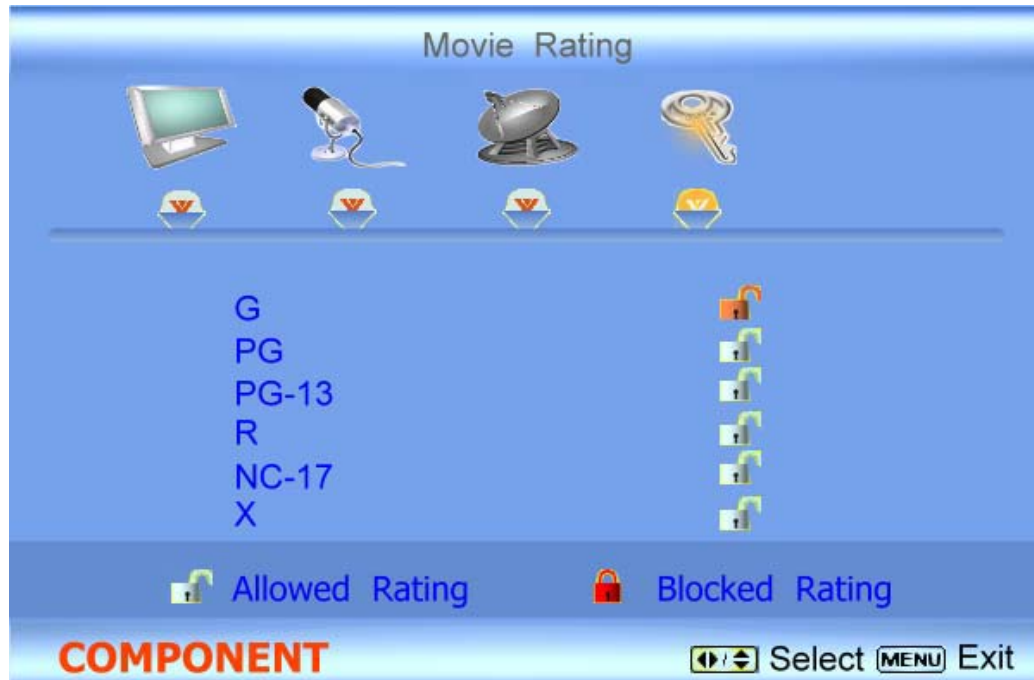 Movie Rating
G
PG
PG-13
R
NC-17
X
Allowed Rating
Blocked Rating
COMPONENT
Select MENU Exit